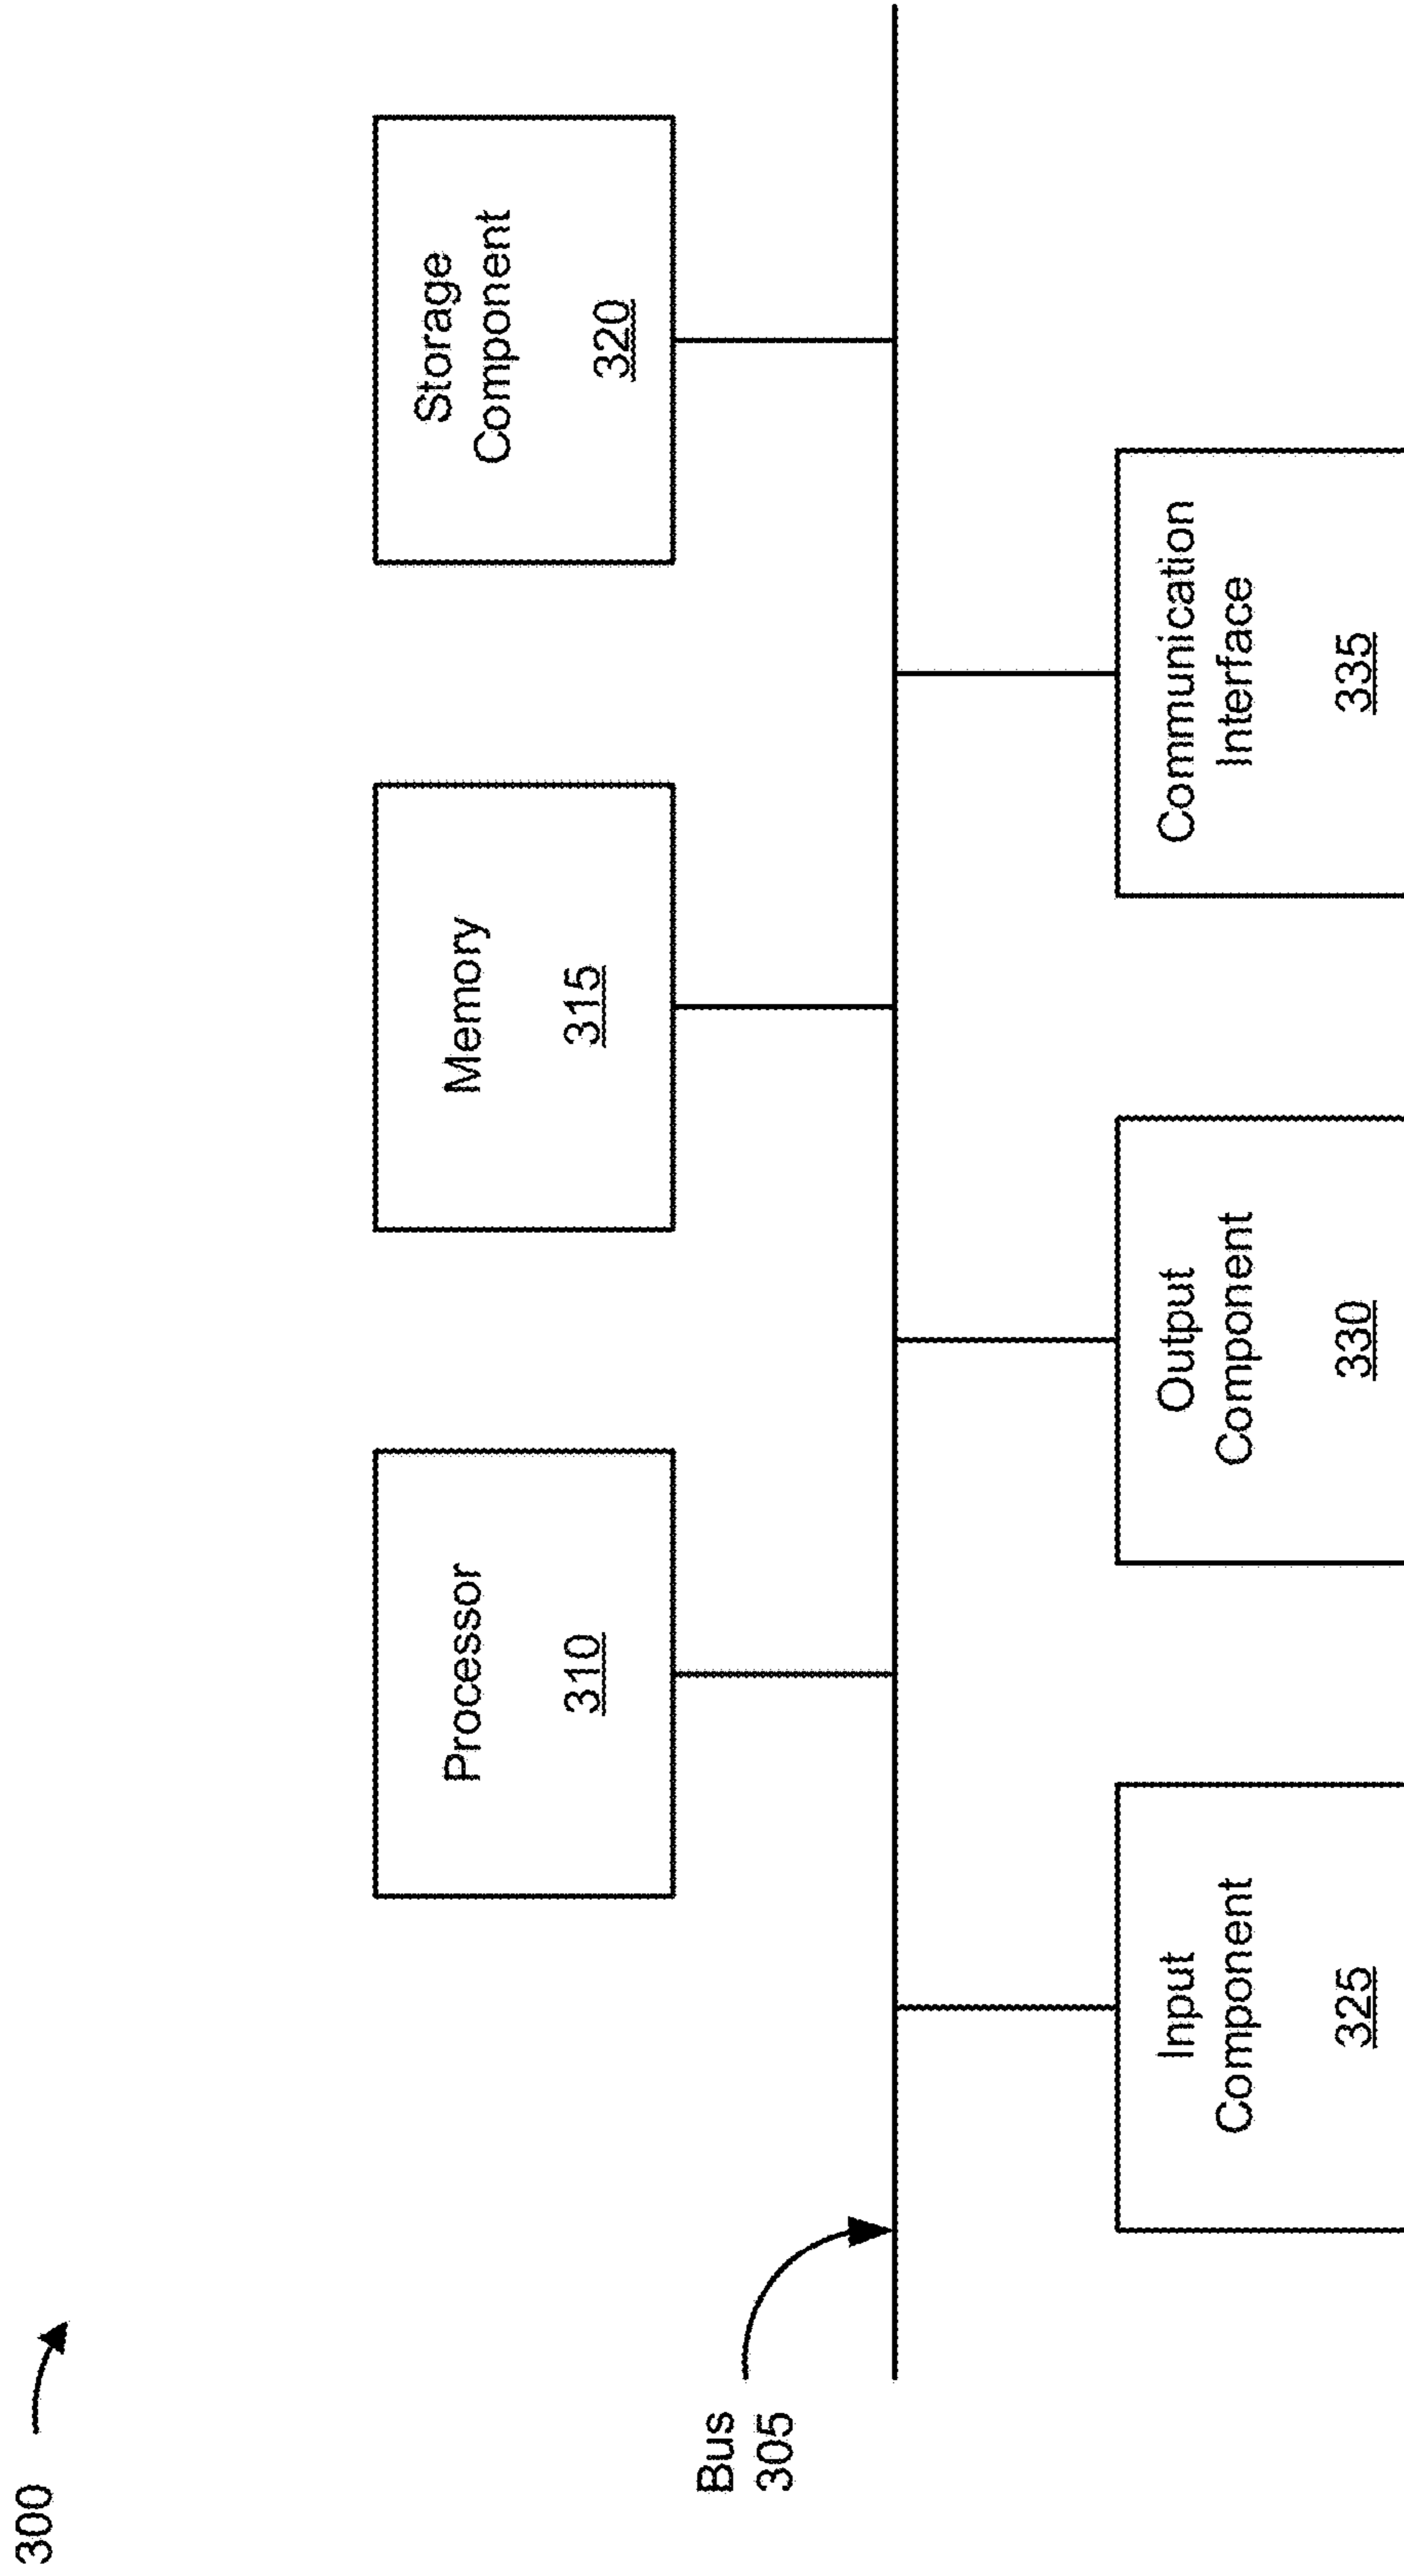 300
Bus
305
Processor
310
Memory
315
Storage
Component
320
Input
Component
325
Output
Component
330
Communication
Interface
335